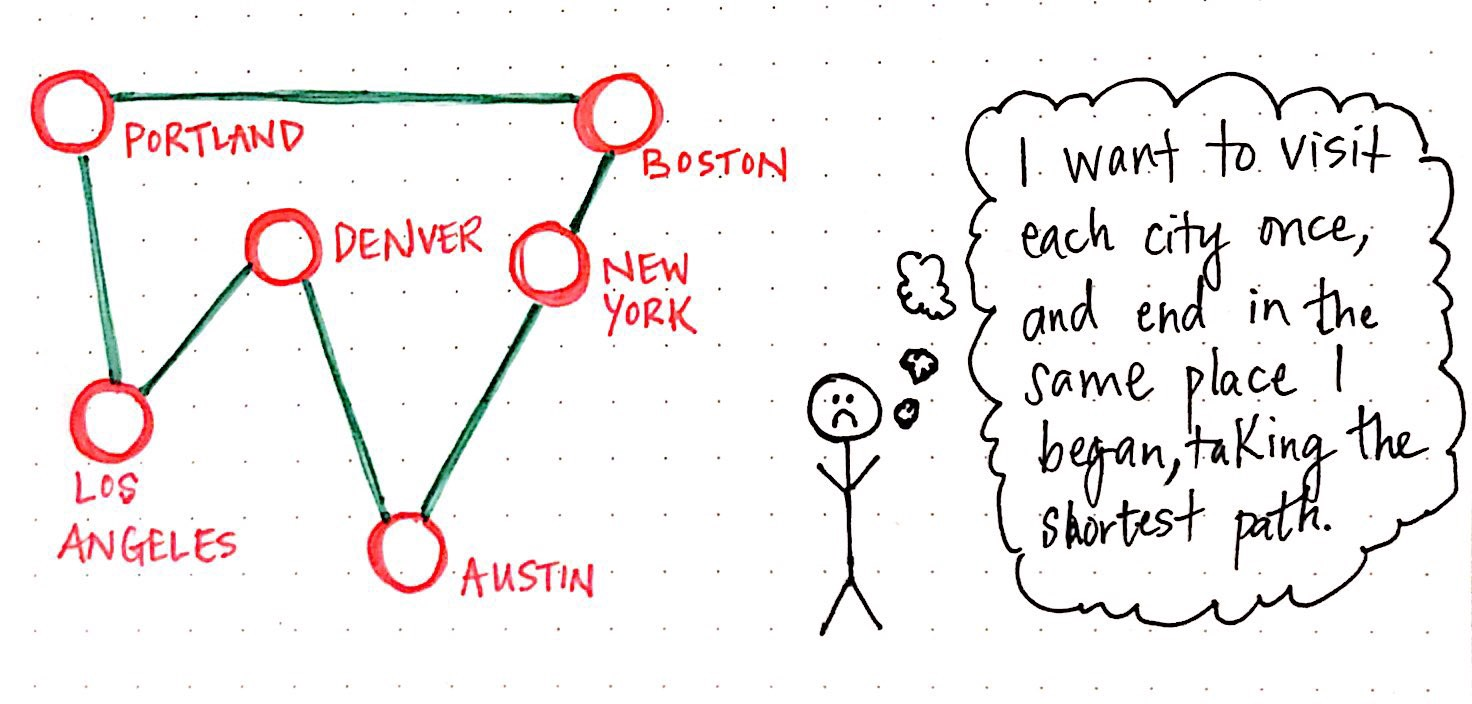 PORTLAND
BOSTON
DENVER
NEW
YORK
LOS
ANGELES
AUSTIN
I want to visit
each city once,
and end in the
same place I
began, taking the
shortest path.